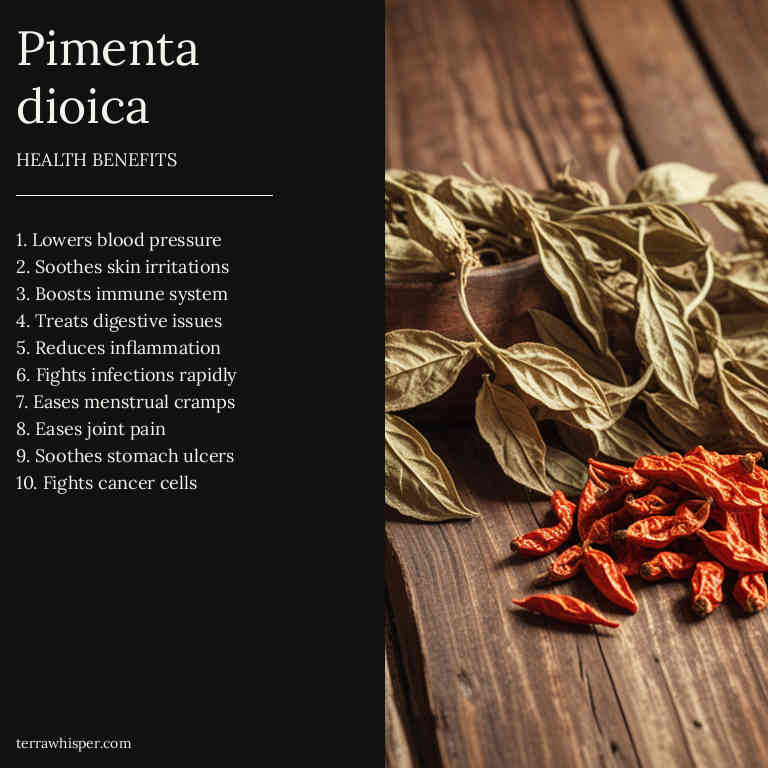 Pimenta
dioica
HEALTH BENEFITS
1. Lowers blood pressure
2. Soothes skin irritations
3. Boosts immune system
4. Treats digestive issues
5. Reduces inflammation
6. Fights infections rapidly
7. Eases menstrual cramps
8. Eases joint pain
9. Soothes stomach ulcers
10. Fights cancer cells
terrawhisper.com